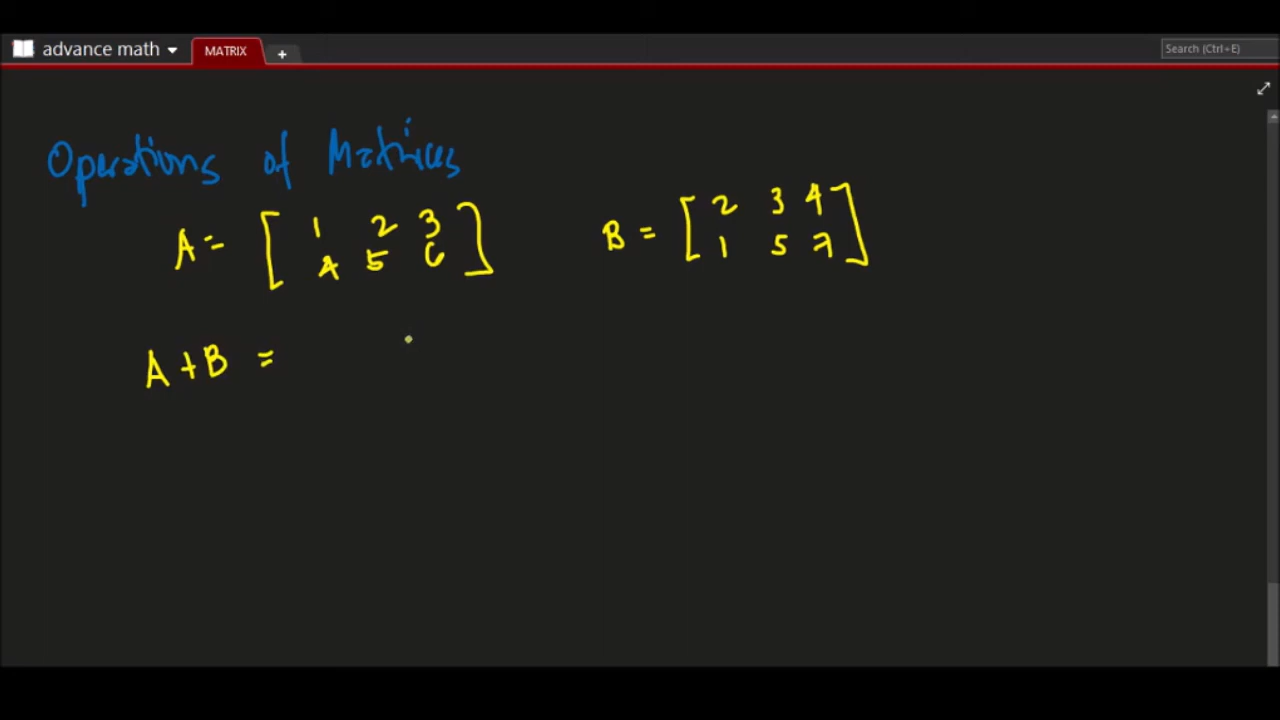 advance math MATRIX + Search (Ctrl+E)
Operations of Matrices
A = [ 1 2 3 B = [ 2 3 4
4 5 6 ] 1 5 7 ]
A + B =